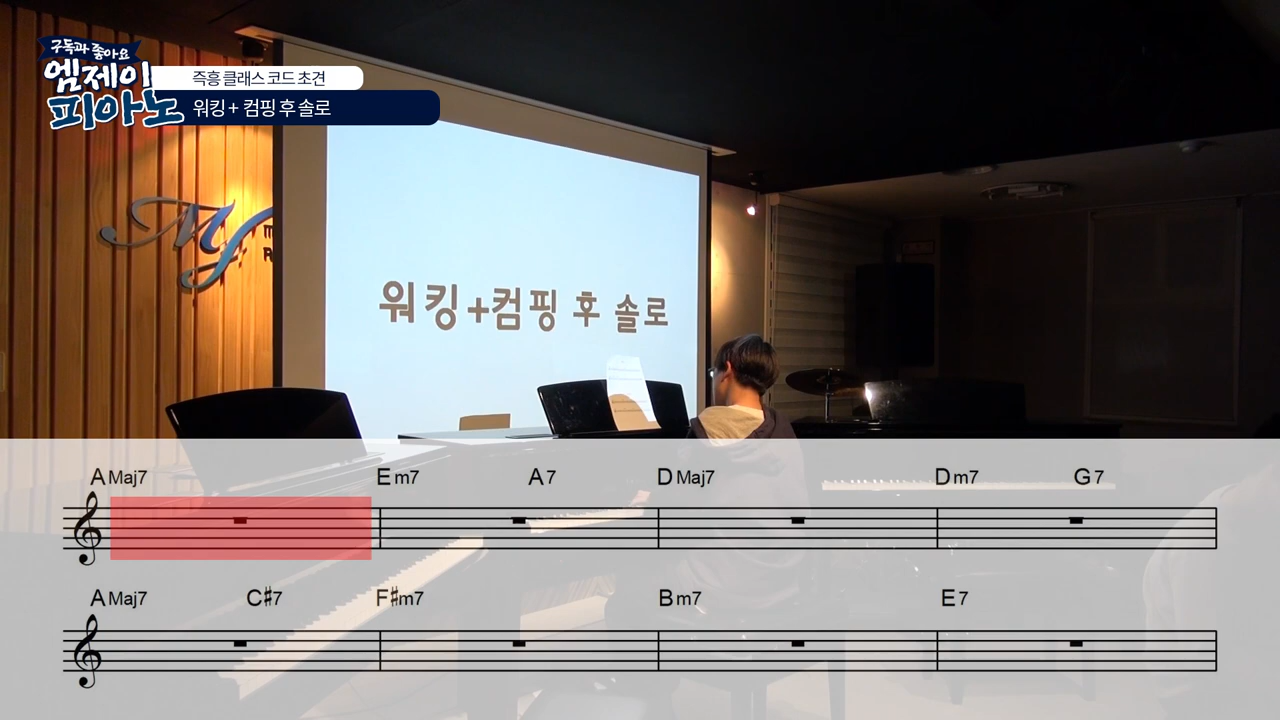 구독과 좋아요
엠제이
피아노
즉흥 클래스 코드 초견
워킹 + 컴핑 후 솔로
워킹+컴핑 후 솔로
AMaj7 Em7 A7 DMaj7 Dm7 G7
AMaj7 C#7 F#m7 Bm7 E7